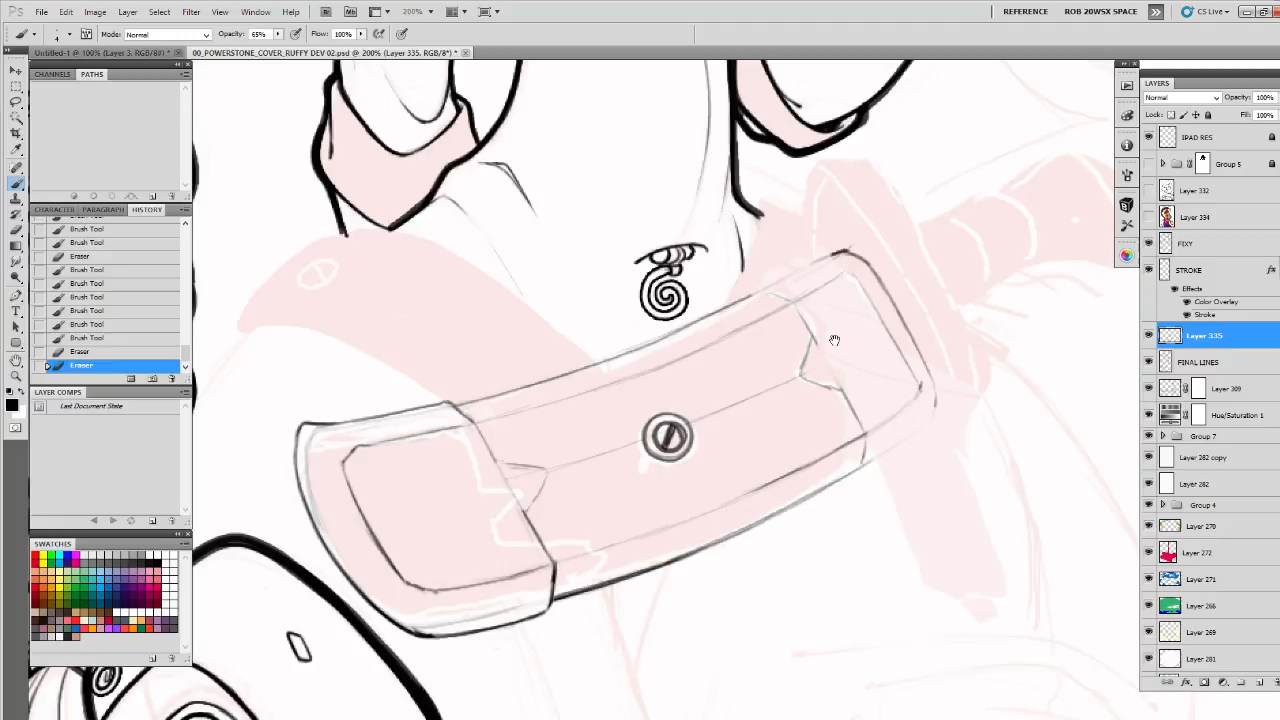 Ps File Edit Image Layer Select Filter View Window Help Br Mb 200% REFERENCE ROB 20WSX SPACE CS Live
4 Mode: Normal Opacity: 65% Flow: 100%
Untitled-1 @ 100% (Layer 3, RGB/8#) * 00_POWERSTONE_COVER_RUFFY DEV 02.psd @ 200% (Layer 335, RGB/8*) *
CHANNELS PATHS
CHARACTER PARAGRAPH HISTORY
Brush Tool
Brush Tool
Eraser
Brush Tool
Brush Tool
Brush Tool
Brush Tool
Brush Tool
Brush Tool
Eraser
Eraser
LAYER COMPS
Last Document State
SWATCHES
LAYERS
Normal Opacity: 100%
Lock: Fill: 100%
IPAD RES
Group 5
Layer 332
Layer 334
FIXY
STROKE fx
Effects
Color Overlay
Stroke
Layer 335
FINAL LINES
Layer 309
Hue/Saturation 1
Group 7
Layer 282 copy
Layer 282
Group 4
Layer 270
Layer 272
Layer 271
Layer 266
Layer 269
Layer 281